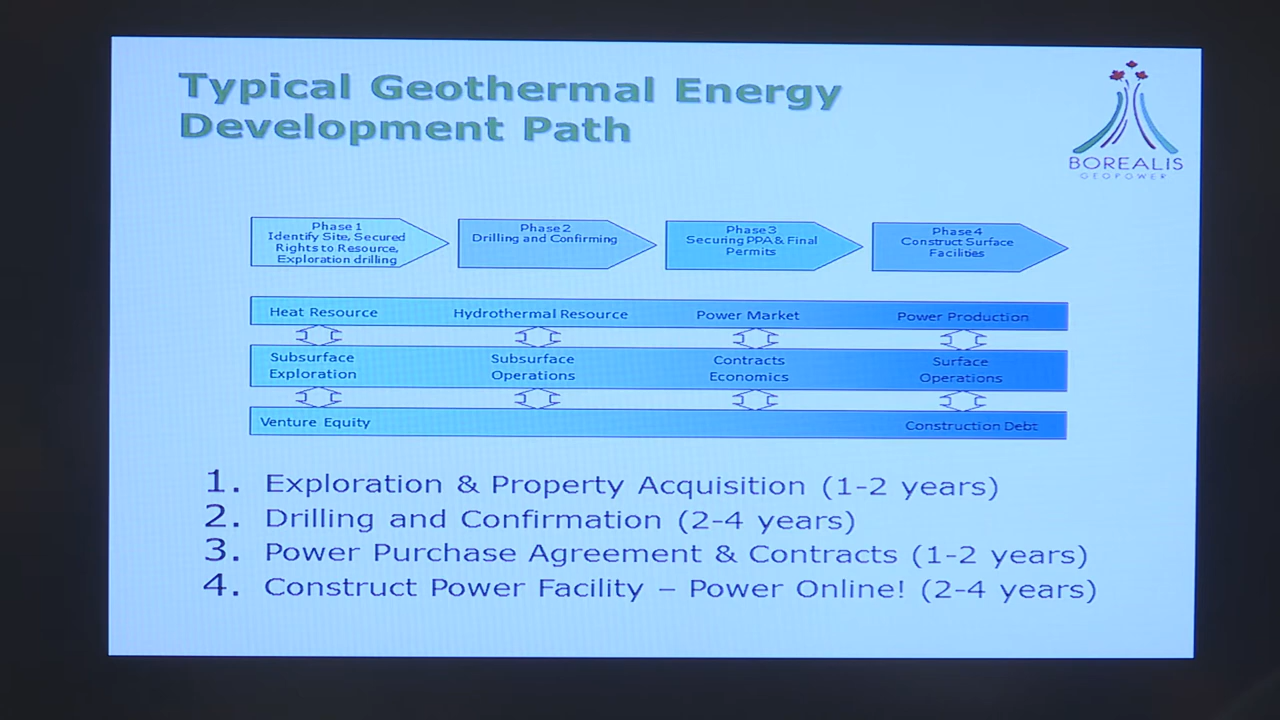 Typical Geothermal Energy
Development Path
BOREALIS
GEOPOWER
Phase 1
Identify Site, Secured
Rights to Resource,
Exploration drilling
Phase 2
Drilling and Confirming
Phase 3
Securing PPA & Final
Permits
Phase 4
Construct Surface
Facilities
Heat Resource
Hydrothermal Resource
Power Market
Power Production
Subsurface
Exploration
Subsurface
Operations
Contracts
Economics
Surface
Operations
Venture Equity
Construction Debt
1. Exploration & Property Acquisition (1-2 years)
2. Drilling and Confirmation (2-4 years)
3. Power Purchase Agreement & Contracts (1-2 years)
4. Construct Power Facility – Power Online! (2-4 years)